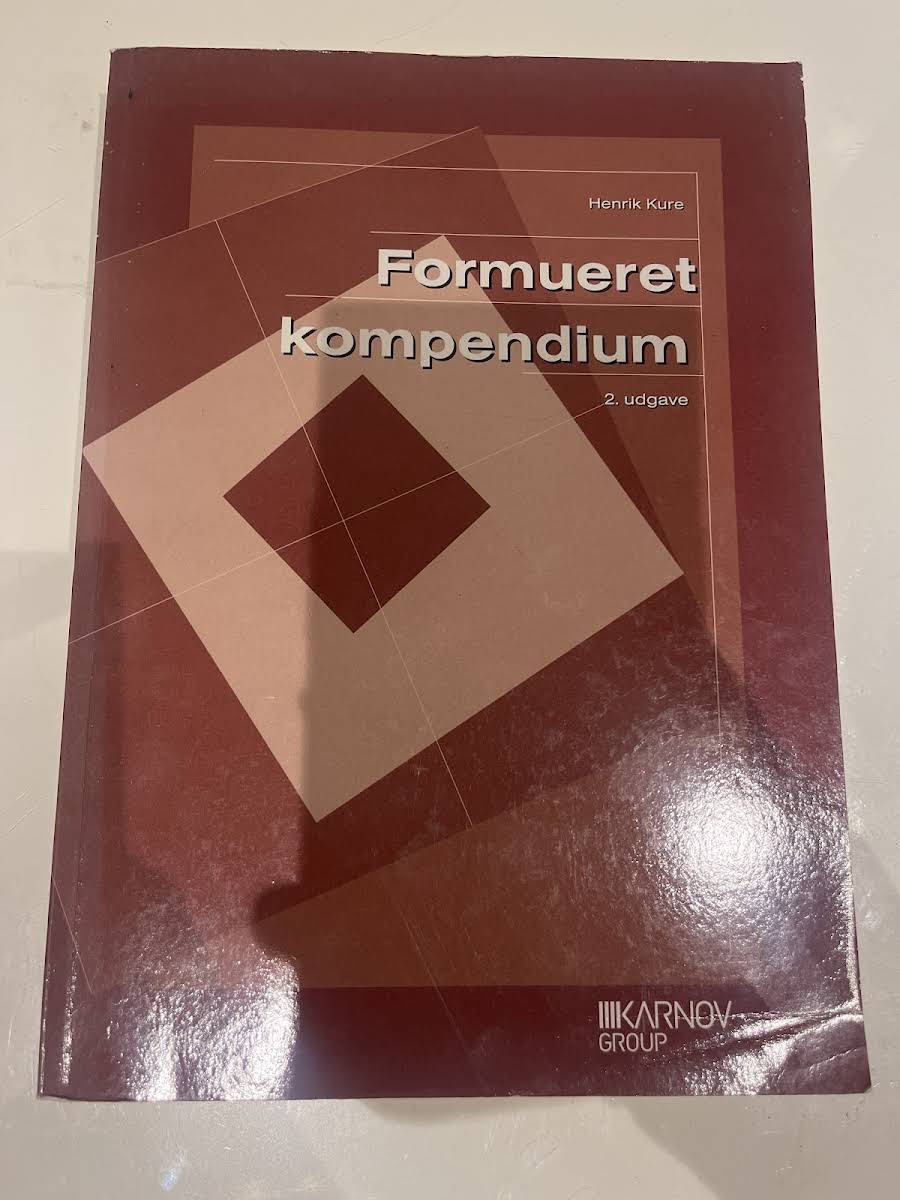 Henrik Kure
Formueret
kompendium
2. udgave
KARNOV
GROUP